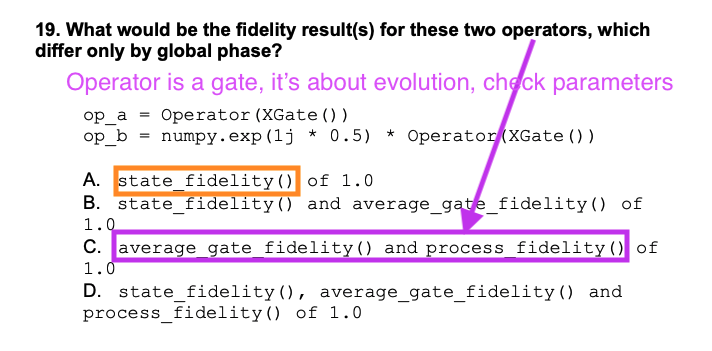 19. What would be the fidelity result(s) for these two operators, which
differ only by global phase?
Operator is a gate, it's about evolution, check parameters
op_a = Operator(XGate())
op_b = numpy.exp(1j * 0.5) * Operator(XGate())
A. state_fidelity() of 1.0
B. state_fidelity() and average_gate_fidelity() of
1.0
C. average_gate_fidelity() and process_fidelity() of
1.0
D. state_fidelity(), average_gate_fidelity() and
process_fidelity() of 1.0